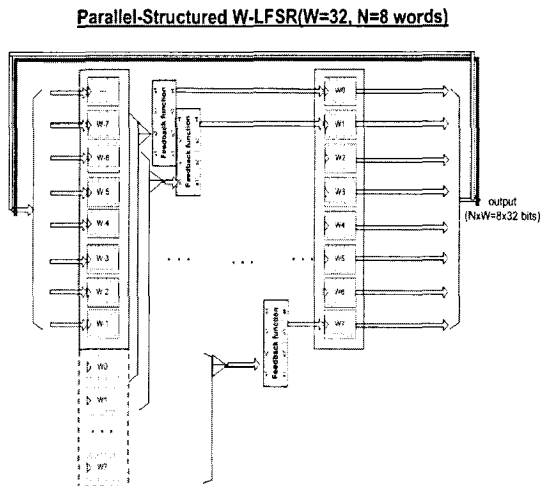 Parallel-Structured W-LFSR(W=32, N=8 words)
...
W-7
W-6
W-5
W-4
W-3
W-2
W-1
W0
W1
...
W7
Feedback function
Feedback function
... ... ...
Feedback function
W0
W1
W2
W3
W4
W5
W6
W7
output
(NxW=8x32 bits)